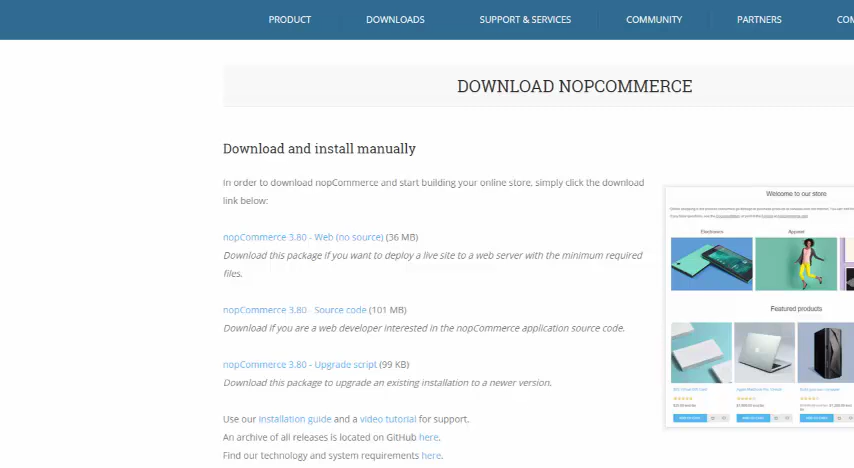 PRODUCT DOWNLOADS SUPPORT & SERVICES COMMUNITY PARTNERS COM
DOWNLOAD NOPCOMMERCE
Download and install manually
In order to download nopCommerce and start building your online store, simply click the download
link below:
nopCommerce 3.80 - Web (no source) (36 MB)
Download this package if you want to deploy a live site to a web server with the minimum required
files.
nopCommerce 3.80 - Source code (101 MB)
Download if you are a web developer interested in the nopCommerce application source code.
nopCommerce 3.80 - Upgrade script (99 KB)
Download this package to upgrade an existing installation to a newer version.
Use our installation guide and a video tutorial for support.
An archive of all releases is located on GitHub here.
Find our technology and system requirements here.
Welcome to our store
Electronics Apparel
Featured products